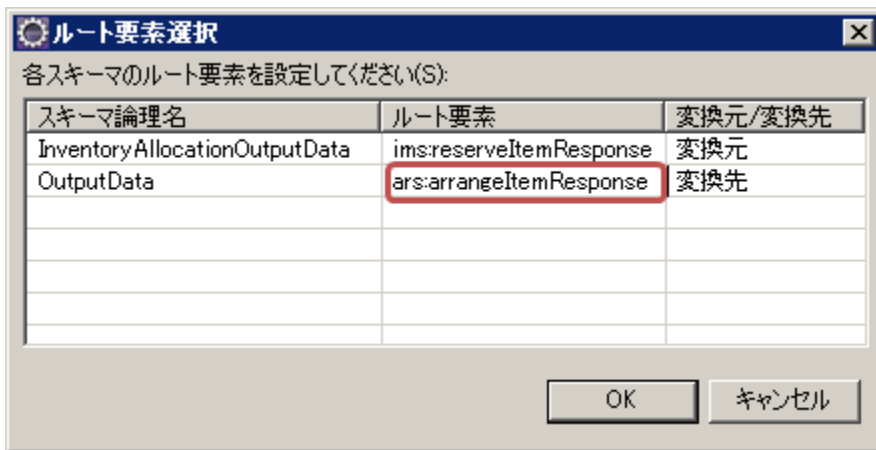 ルート要素選択
各スキーマのルート要素を設定してください(S):
スキーマ論理名 ルート要素 変換元/変換先
InventoryAllocationOutputData ims:reserveItemResponse 変換元
OutputData ars:arrangeItemResponse 変換先
OK キャンセル